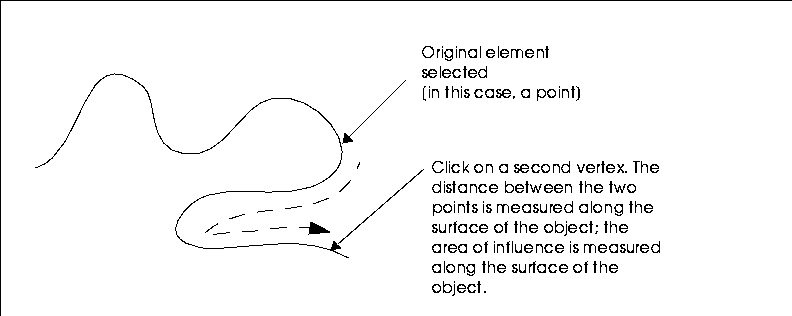 Original element
selected
(in this case, a point)
Click on a second vertex. The
distance between the two
points is measured along the
surface of the object; the
area of influence is measured
along the surface of the
object.